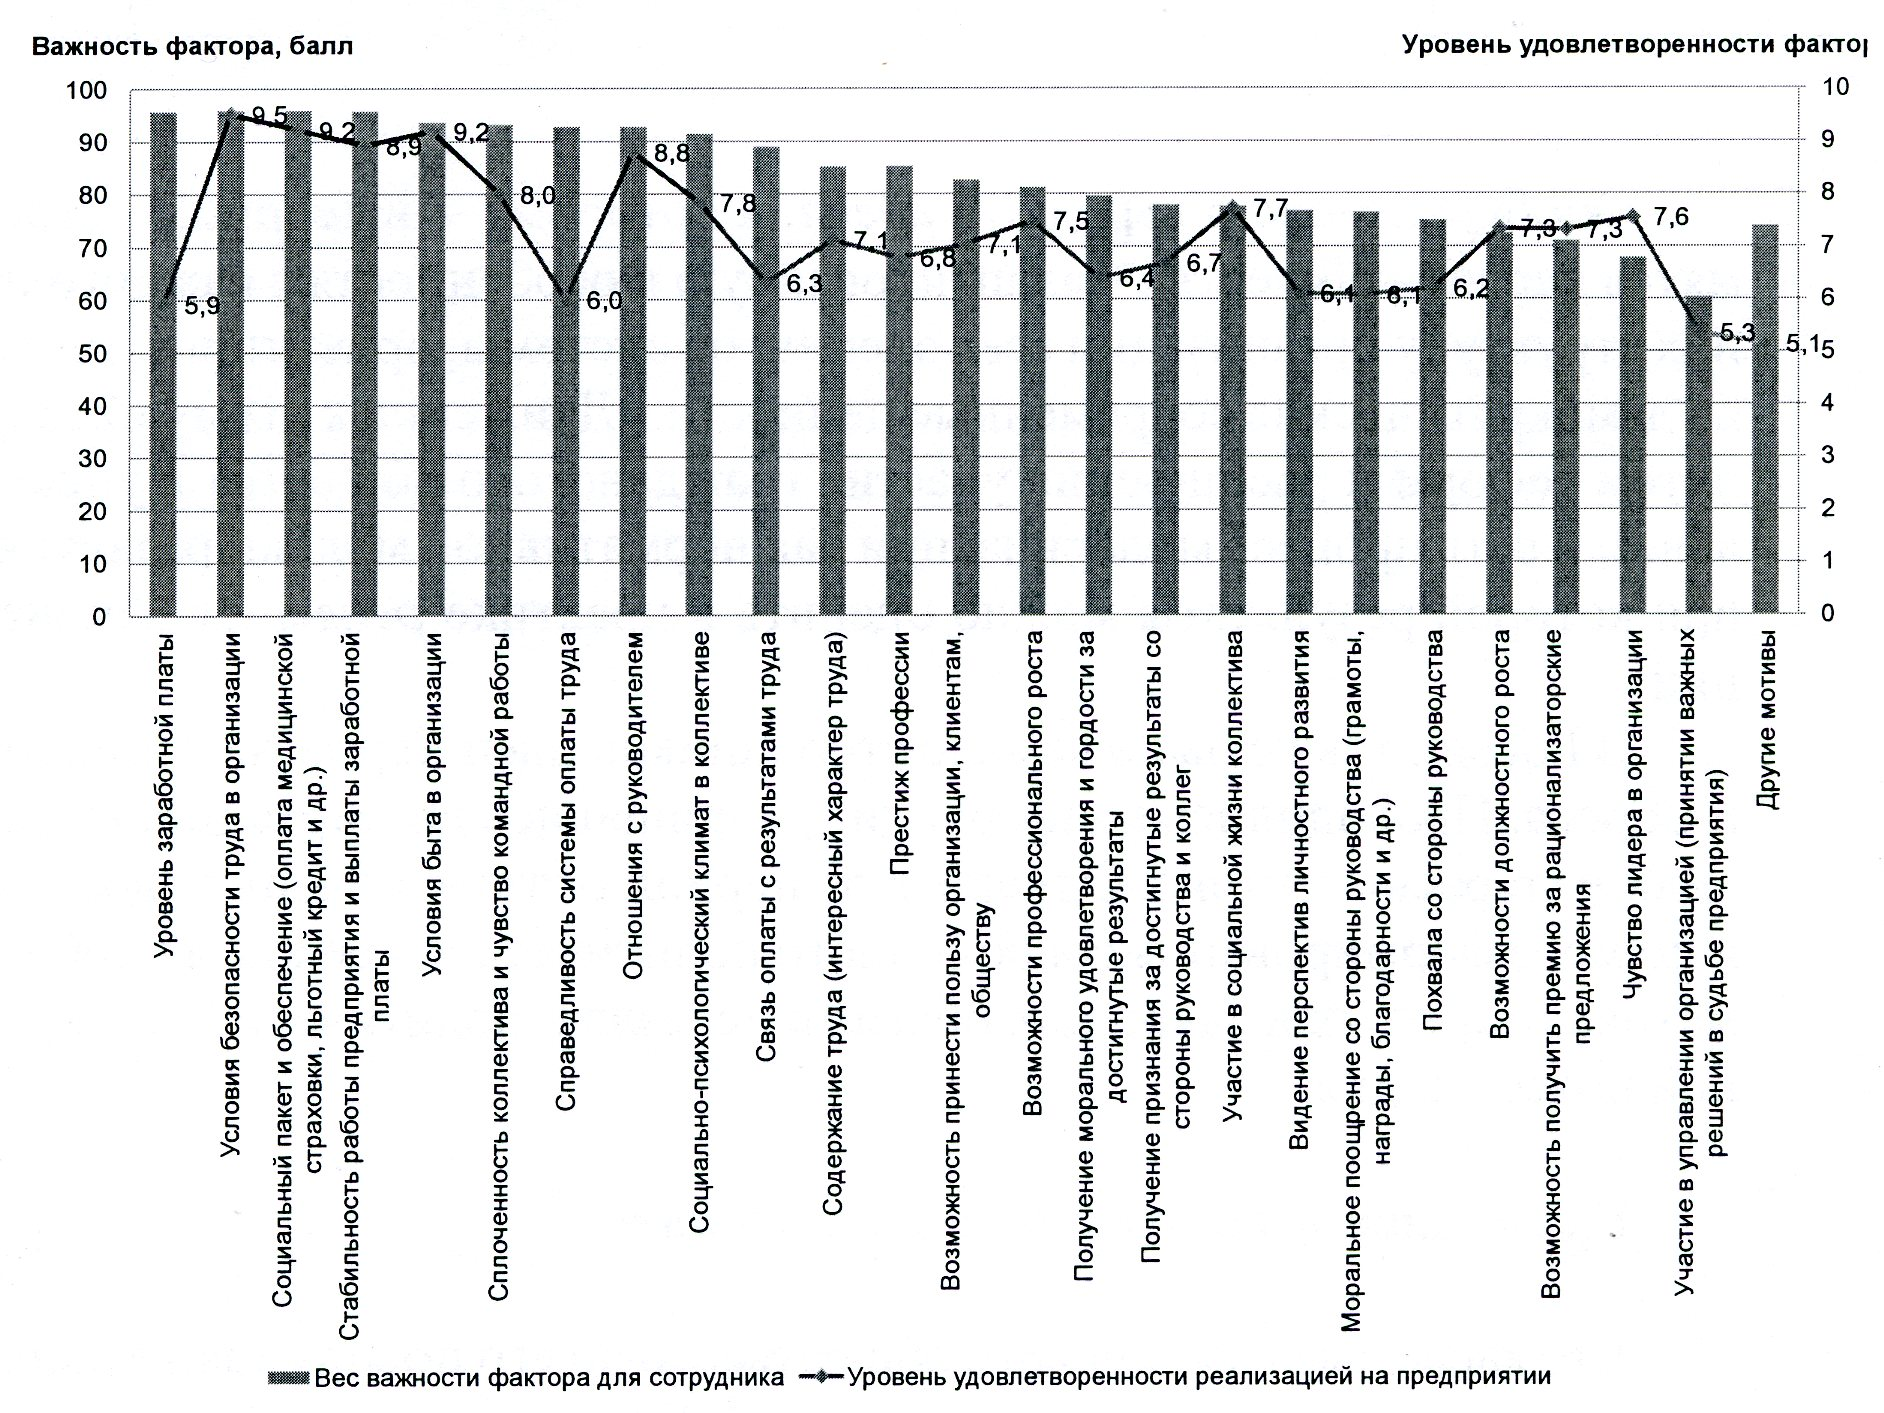 Важность фактора, балл
Уровень удовлетворенности фактор
100
90
80
70
60
50
40
30
20
10
0
10
9
8
7
6
5
4
3
2
1
0
5,9
9,5
9,2
8,9
9,2
8,0
6,0
8,8
7,8
6,3
7,1
6,8
7,1
7,5
6,4
6,7
7,7
6,1
6,1
6,2
7,3
7,3
7,6
5,3
5,1
Уровень заработной платы
Условия безопасности труда в организации
Социальный пакет и обеспечение (оплата медицинской
страховки, льготный кредит и др.)
Стабильность работы предприятия и выплаты заработной
платы
Условия быта в организации
Сплоченность коллектива и чувство командной работы
Справедливость системы оплаты труда
Отношения с руководителем
Социально-психологический климат в коллективе
Связь оплаты с результатами труда
Содержание труда (интересный характер труда)
Престиж профессии
Возможность принести пользу организации, клиентам,
обществу
Возможности профессионального роста
Получение морального удовлетворения и гордости за
достигнутые результаты
Получение признания за достигнутые результаты со
стороны руководства и коллег
Участие в социальной жизни коллектива
Видение перспектив личностного развития
Моральное поощрение со стороны руководства (грамоты,
награды, благодарности и др.)
Похвала со стороны руководства
Возможности должностного роста
Возможность получить премию за рационализаторские
предложения
Чувство лидера в организации
Участие в управлении организацией (принятии важных
решений в судьбе предприятия)
Другие мотивы
Вес важности фактора для сотрудника
Уровень удовлетворенности реализацией на предприятии